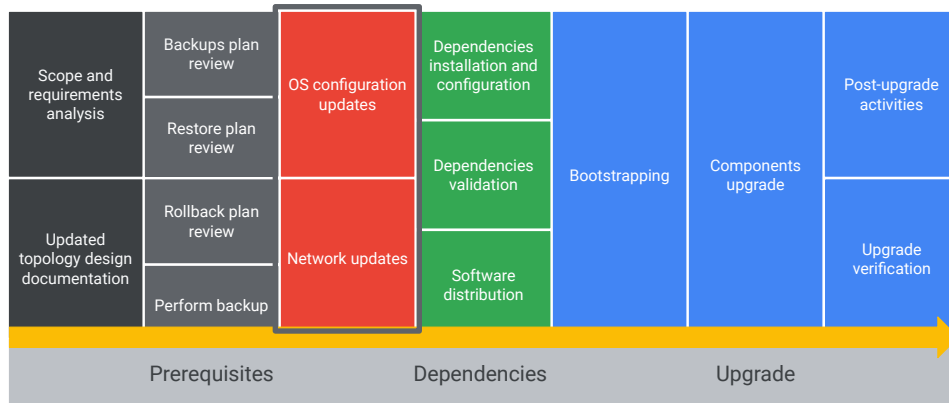 Scope and
requirements
analysis
Updated
topology design
documentation
Backups plan
review
Restore plan
review
Rollback plan
review
Perform backup
OS configuration
updates
Network updates
Dependencies
installation and
configuration
Dependencies
validation
Software
distribution
Bootstrapping
Components
upgrade
Post-upgrade
activities
Upgrade
verification
Prerequisites
Dependencies
Upgrade